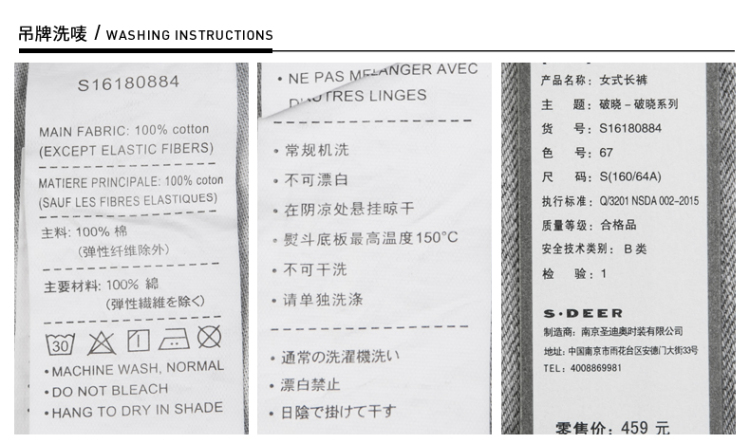 吊牌洗唛 / WASHING INSTRUCTIONS
S16180884
MAIN FABRIC: 100% cotton
(EXCEPT ELASTIC FIBERS)
MATIERE PRINCIPALE: 100% coton
(SAUF LES FIBRES ELASTIQUES)
主料: 100% 棉
(弹性纤维除外)
主要材料: 100% 綿
(弾性繊維を除く)
30
• MACHINE WASH, NORMAL
• DO NOT BLEACH
• HANG TO DRY IN SHADE
• NE PAS MELANGER AVEC
D'AUTRES LINGES
• 常规机洗
• 不可漂白
• 在阴凉处悬挂晾干
• 熨斗底板最高温度150°C
• 不可干洗
• 请单独洗涤
• 通常の洗濯機洗い
• 漂白禁止
• 日陰で掛けて干す
产品名称: 女式长裤
主 题: 破晓-破晓系列
货 号: S16180884
色 号: 67
尺 码: S(160/64A)
执行标准: Q/3201 NSDA 002-2015
质量等级: 合格品
安全技术类别: B 类
检 验: 1
S·DEER
制造商: 南京圣迪奥时装有限公司
地址: 中国南京市雨花台区安德门大街33号
TEL: 4008869981
零售价: 459 元